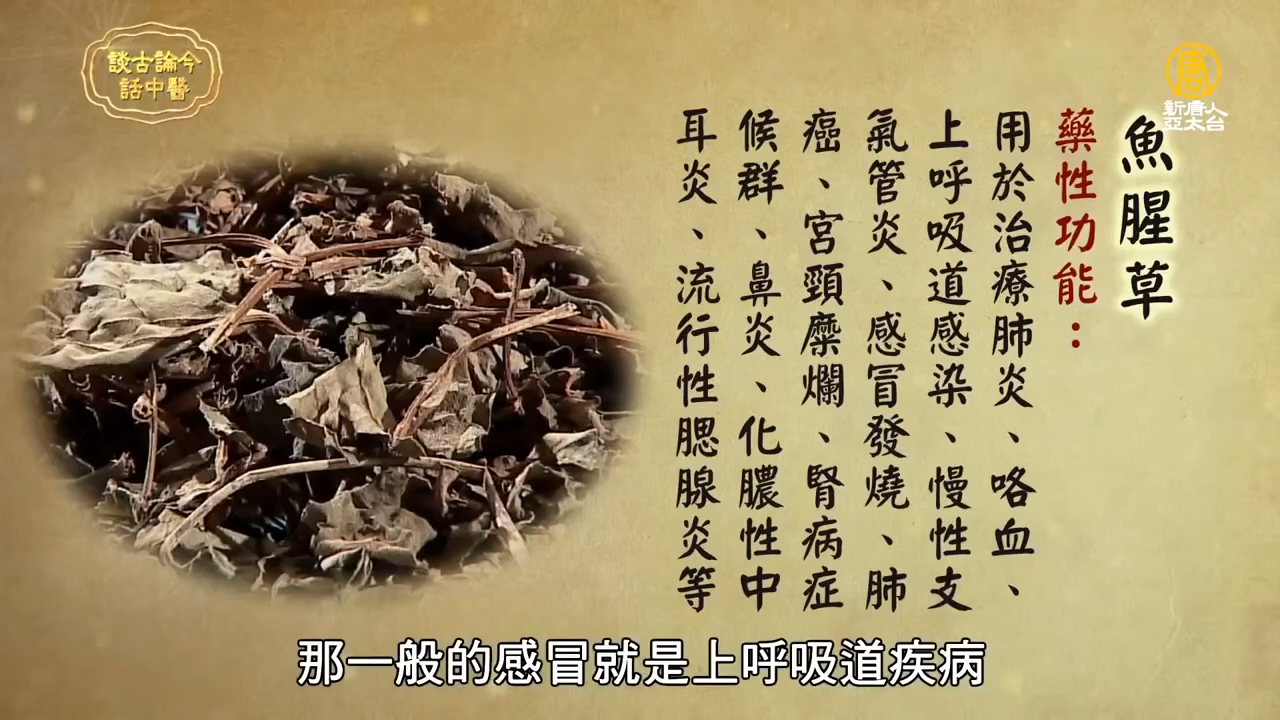 談古論今
話中醫
新唐人
亞太台
魚腥草
藥性功能：
用於治療肺炎、咯血、
上呼吸道感染、慢性支
氣管炎、感冒發燒、肺
癌、宮頸糜爛、腎病症
候群、鼻炎、化膿性中
耳炎、流行性腮腺炎等
那一般的感冒就是上呼吸道疾病